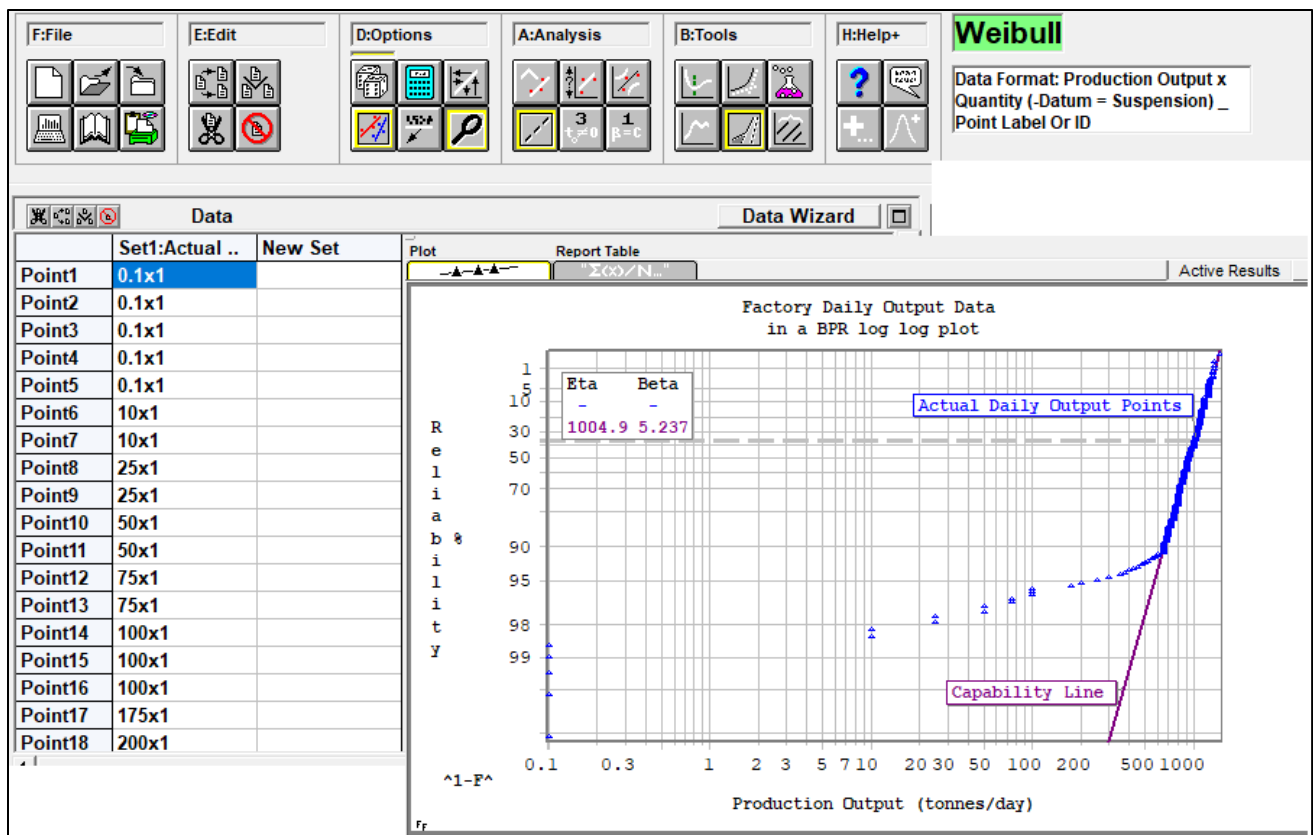 F:File E:Edit D:Options A:Analysis B:Tools H:Help+ Weibull
Data Format: Production Output x
Quantity (-Datum = Suspension) _
Point Label Or ID
3
t₀≠0
1
β=C
Data Data Wizard
Set1:Actual .. New Set
Point1 0.1x1
Point2 0.1x1
Point3 0.1x1
Point4 0.1x1
Point5 0.1x1
Point6 10x1
Point7 10x1
Point8 25x1
Point9 25x1
Point10 50x1
Point11 50x1
Point12 75x1
Point13 75x1
Point14 100x1
Point15 100x1
Point16 100x1
Point17 175x1
Point18 200x1
Plot Report Table
"Σ(x)/N…" Active Results
Factory Daily Output Data
in a BPR log log plot
Eta Beta
- -
1004.9 5.237
Actual Daily Output Points
Capability Line
Reliability %
1
5
10
30
50
70
90
95
98
99
0.1 0.3 1 2 3 5 7 10 20 30 50 100 200 500 1000
^1-F^
Production Output (tonnes/day)
FF